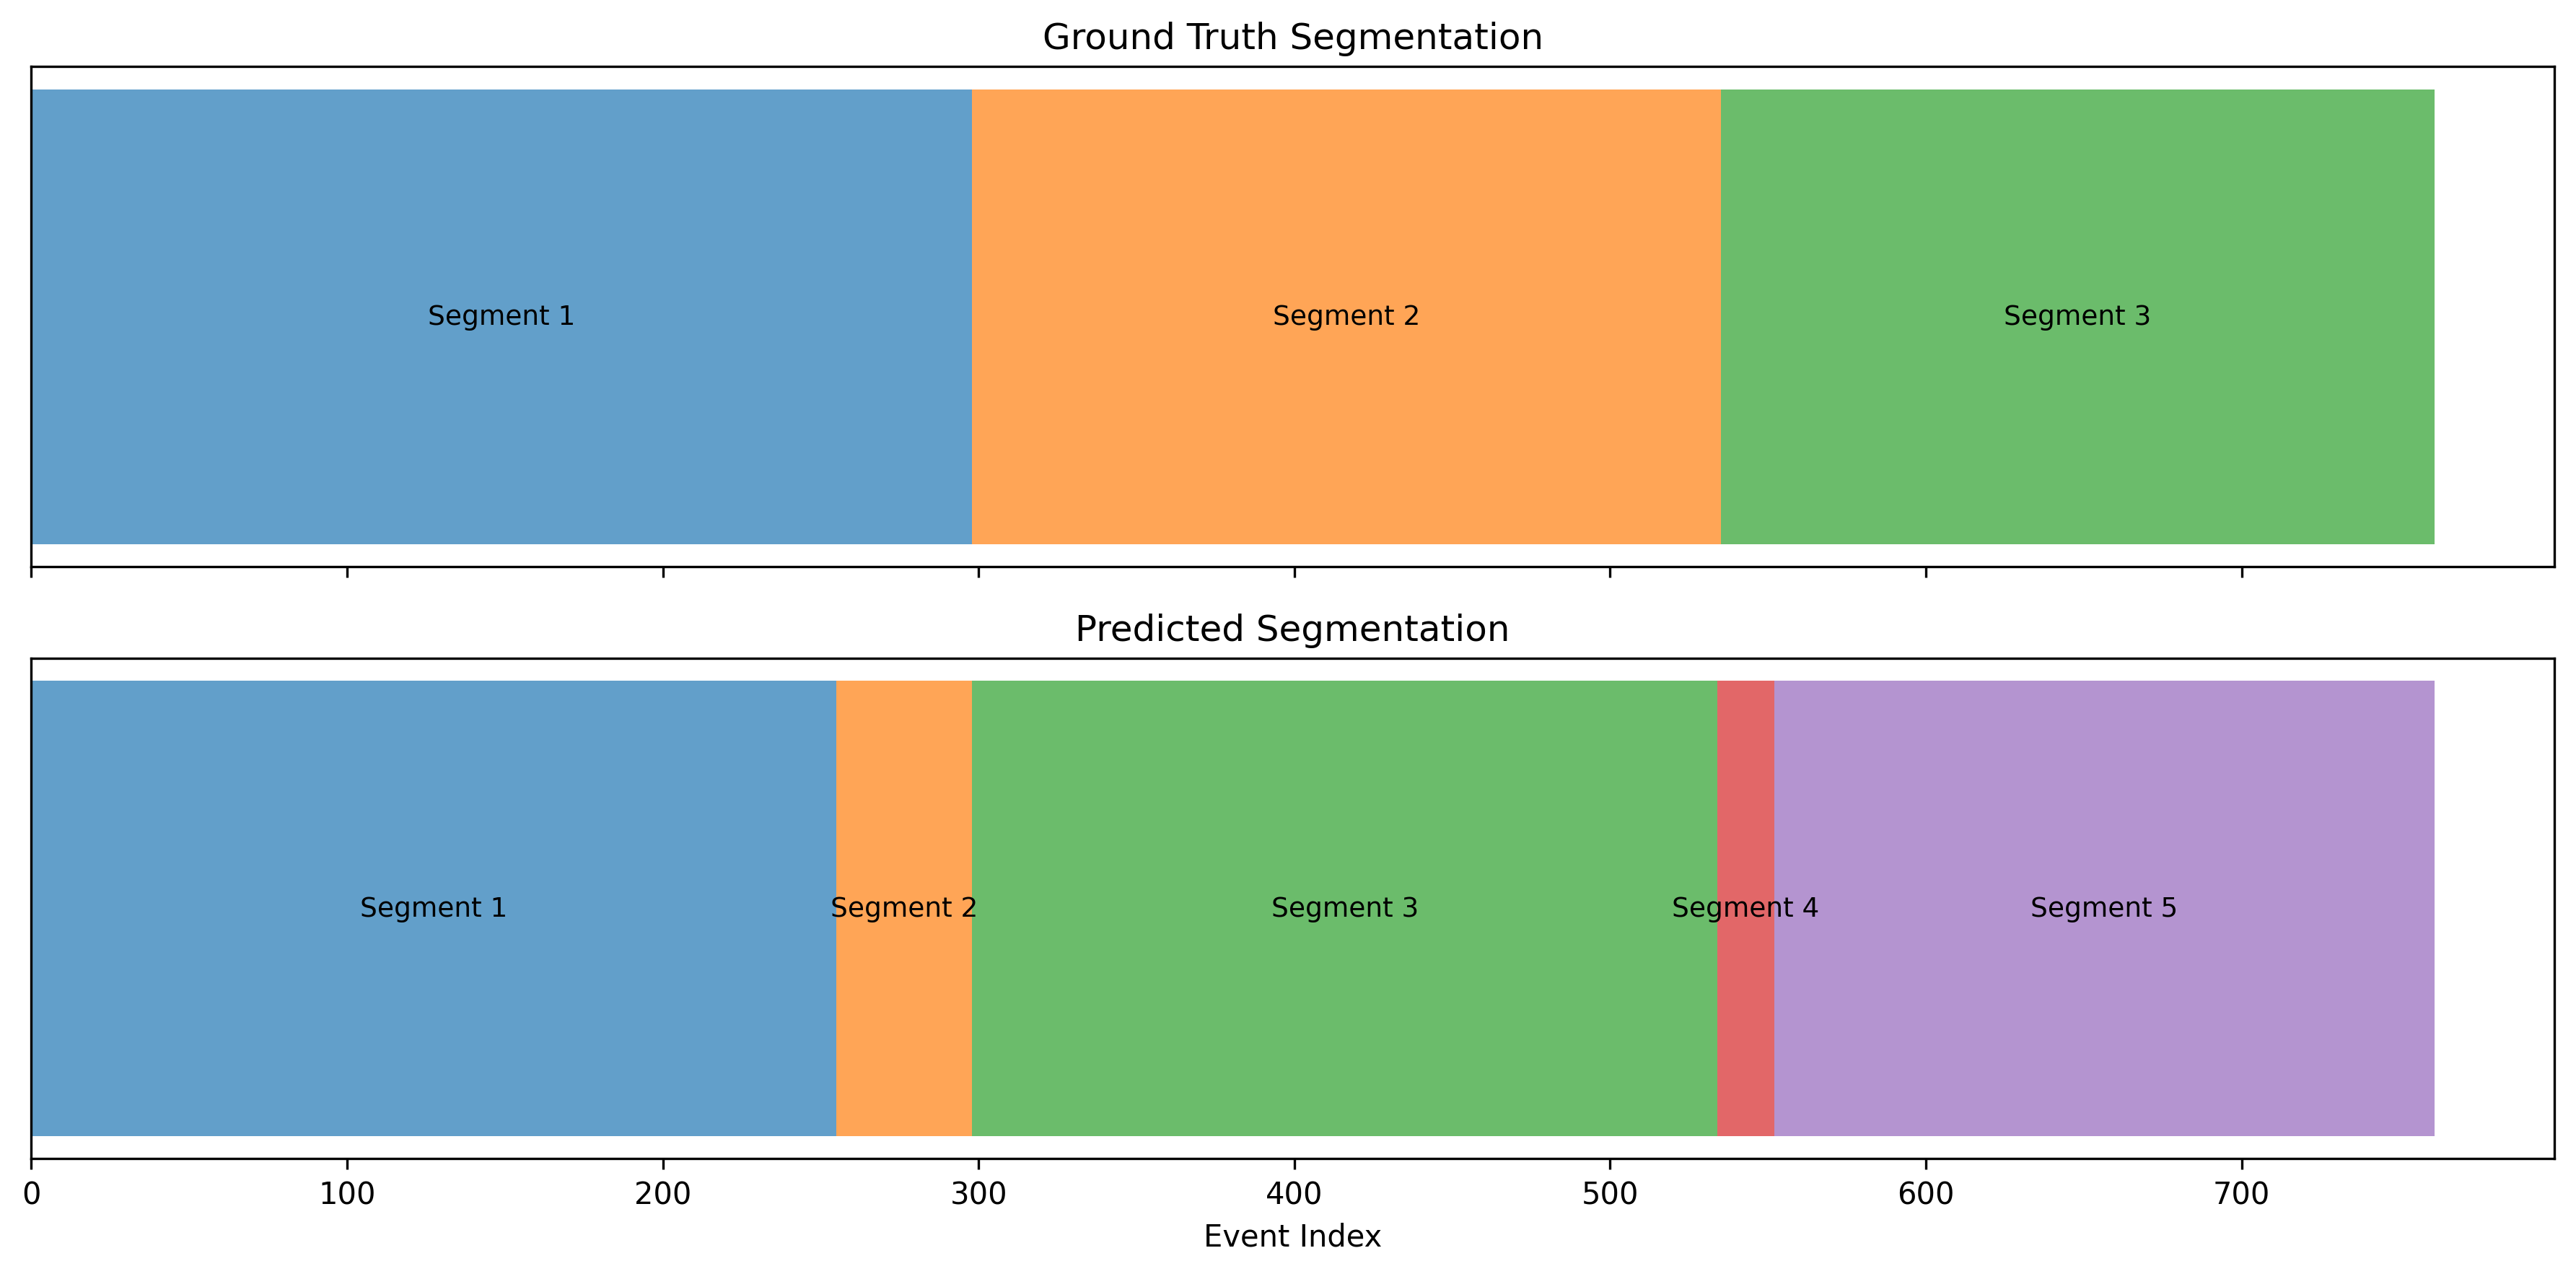 Ground Truth Segmentation
Segment 1 Segment 2 Segment 3
Predicted Segmentation
Segment 1 Segment 2 Segment 3 Segment 4 Segment 5
0 100 200 300 400 500 600 700
Event Index